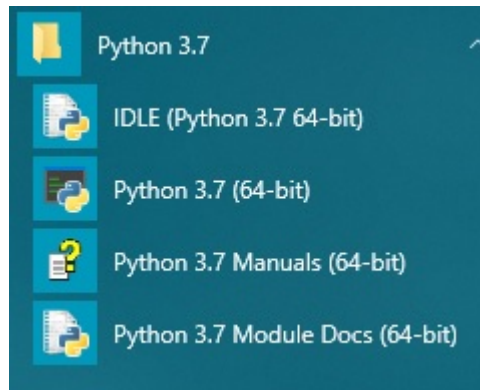 Python 3.7
IDLE (Python 3.7 64-bit)
Python 3.7 (64-bit)
Python 3.7 Manuals (64-bit)
Python 3.7 Module Docs (64-bit)